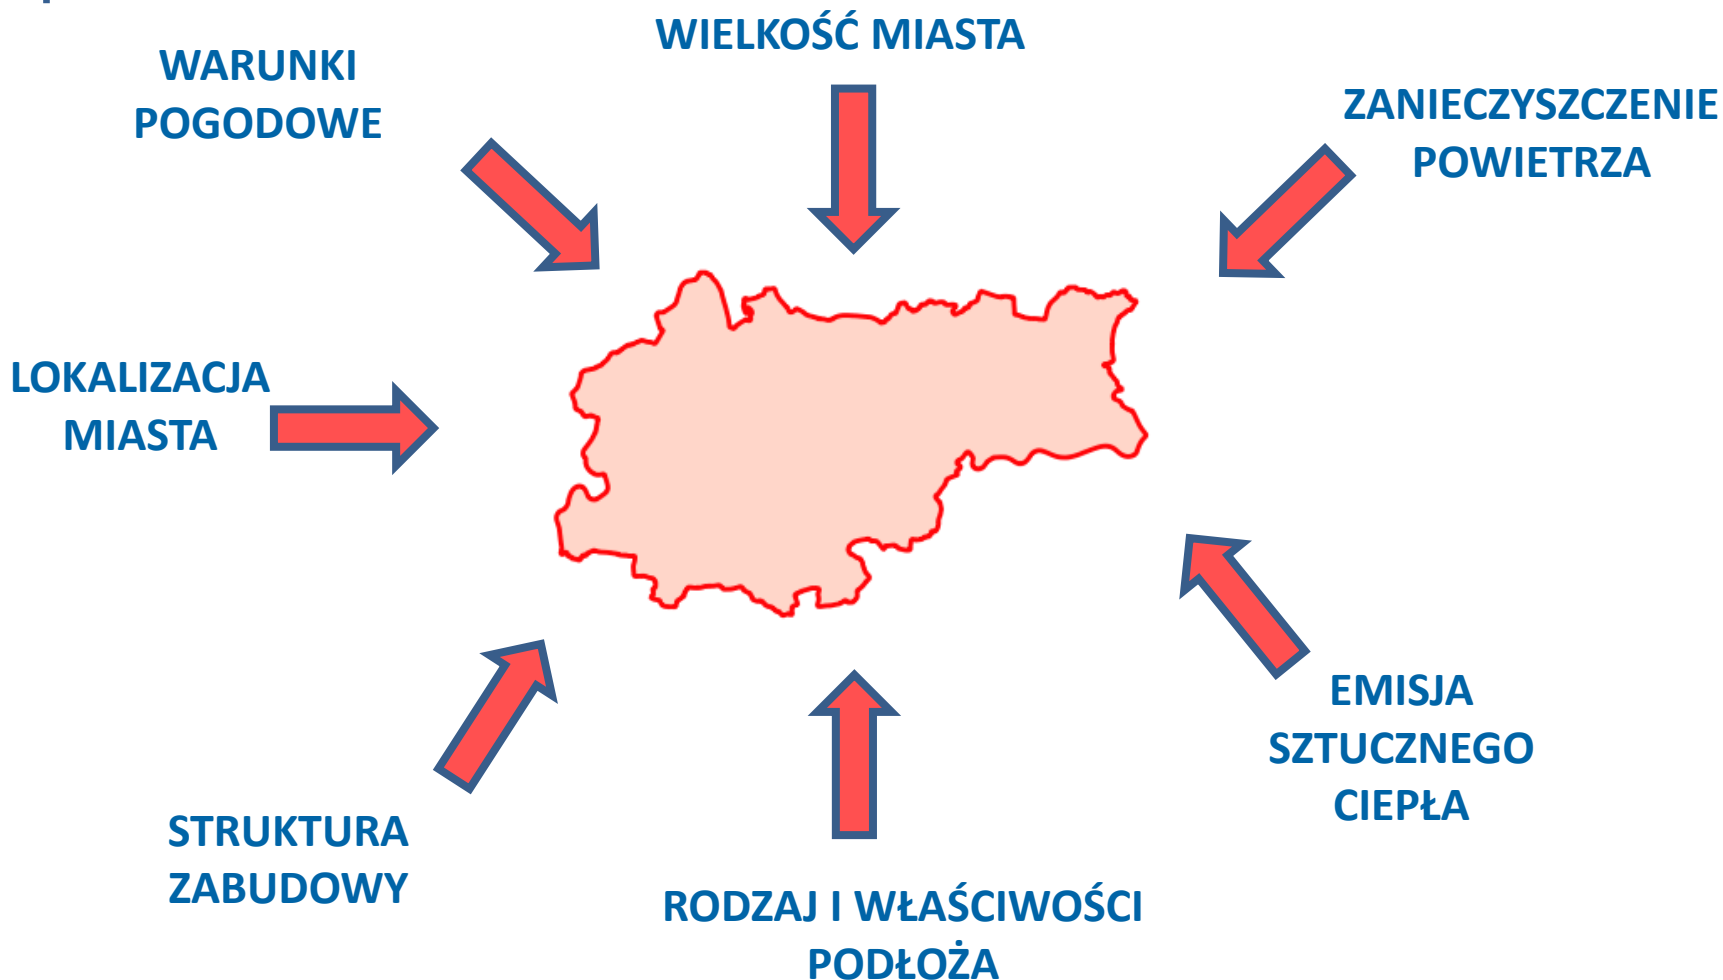 WIELKOŚĆ MIASTA
WARUNKI
POGODOWE
ZANIECZYSZCZENIE
POWIETRZA
LOKALIZACJA
MIASTA
EMISJA
SZTUCZNEGO
CIEPŁA
STRUKTURA
ZABUDOWY
RODZAJ I WŁAŚCIWOŚCI
PODŁOŻA